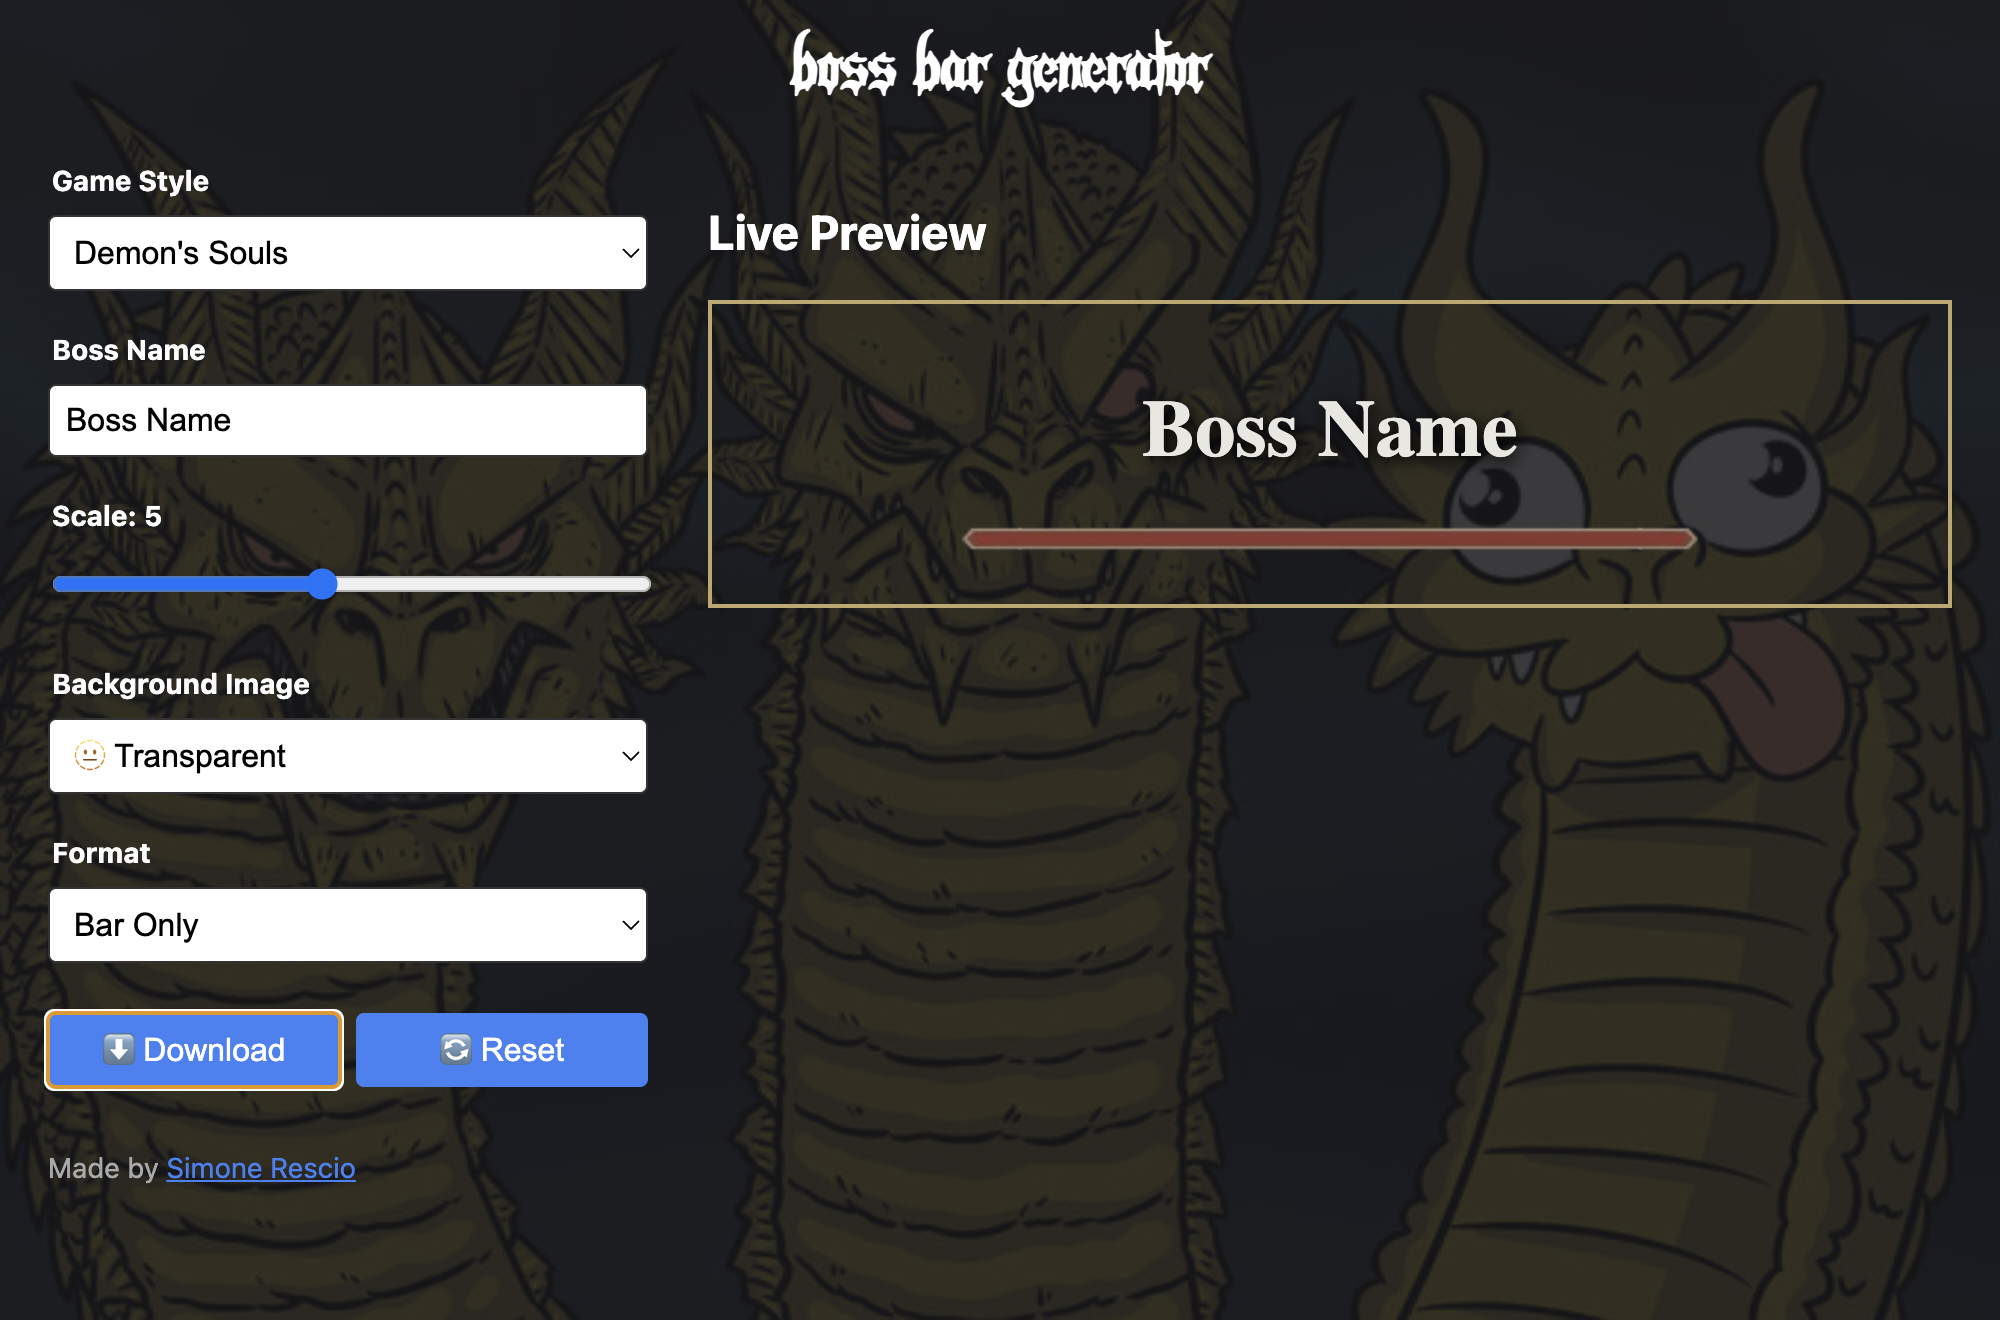 boss bar generator
Game Style
Demon's Souls
Boss Name
Boss Name
Scale: 5
Background Image
Transparent
Format
Bar Only
Download
Reset
Made by Simone Rescio
Live Preview
Boss Name